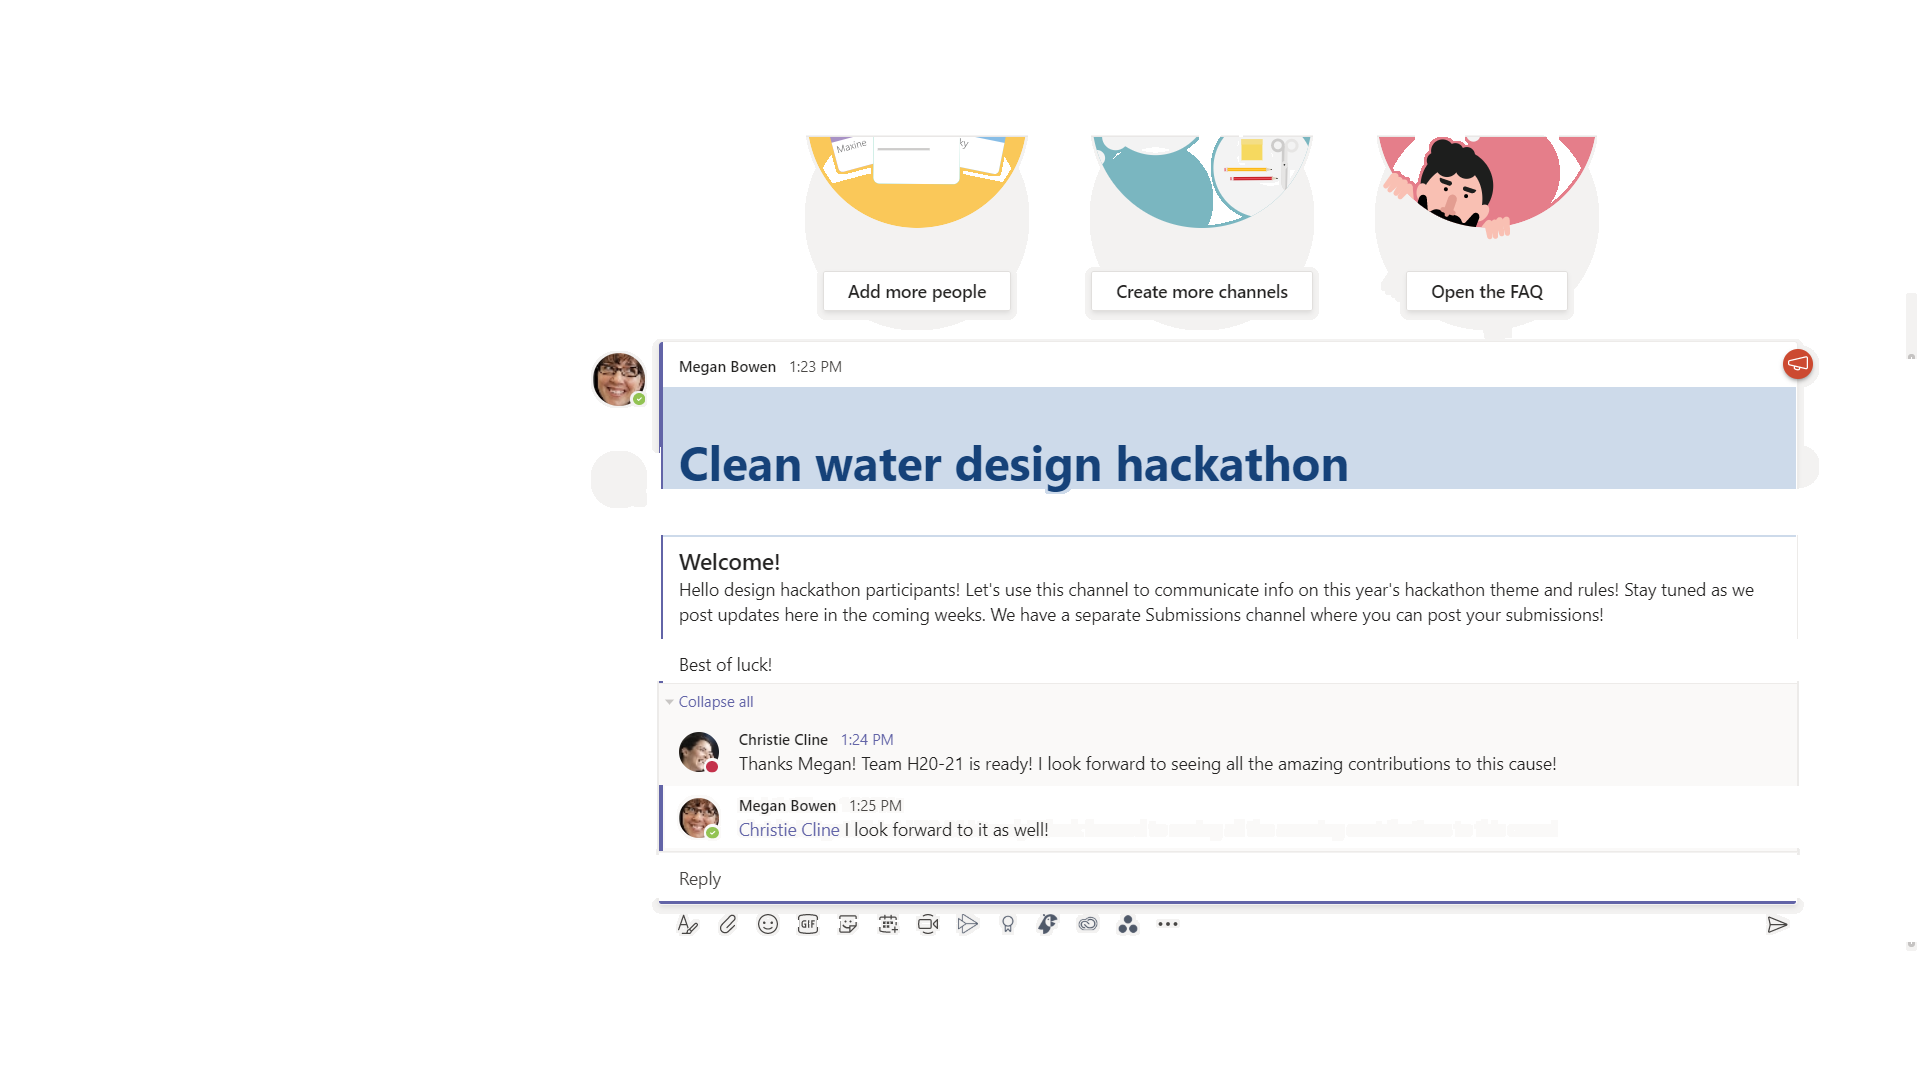 Maxine
ky
Add more people
Create more channels
Open the FAQ
Megan Bowen 1:23 PM
Clean water design hackathon
Welcome!
Hello design hackathon participants! Let's use this channel to communicate info on this year's hackathon theme and rules! Stay tuned as we
post updates here in the coming weeks. We have a separate Submissions channel where you can post your submissions!
Best of luck!
Collapse all
Christie Cline 1:24 PM
Thanks Megan! Team H20-21 is ready! I look forward to seeing all the amazing contributions to this cause!
Megan Bowen 1:25 PM
Christie Cline I look forward to it as well!
Reply
GIF